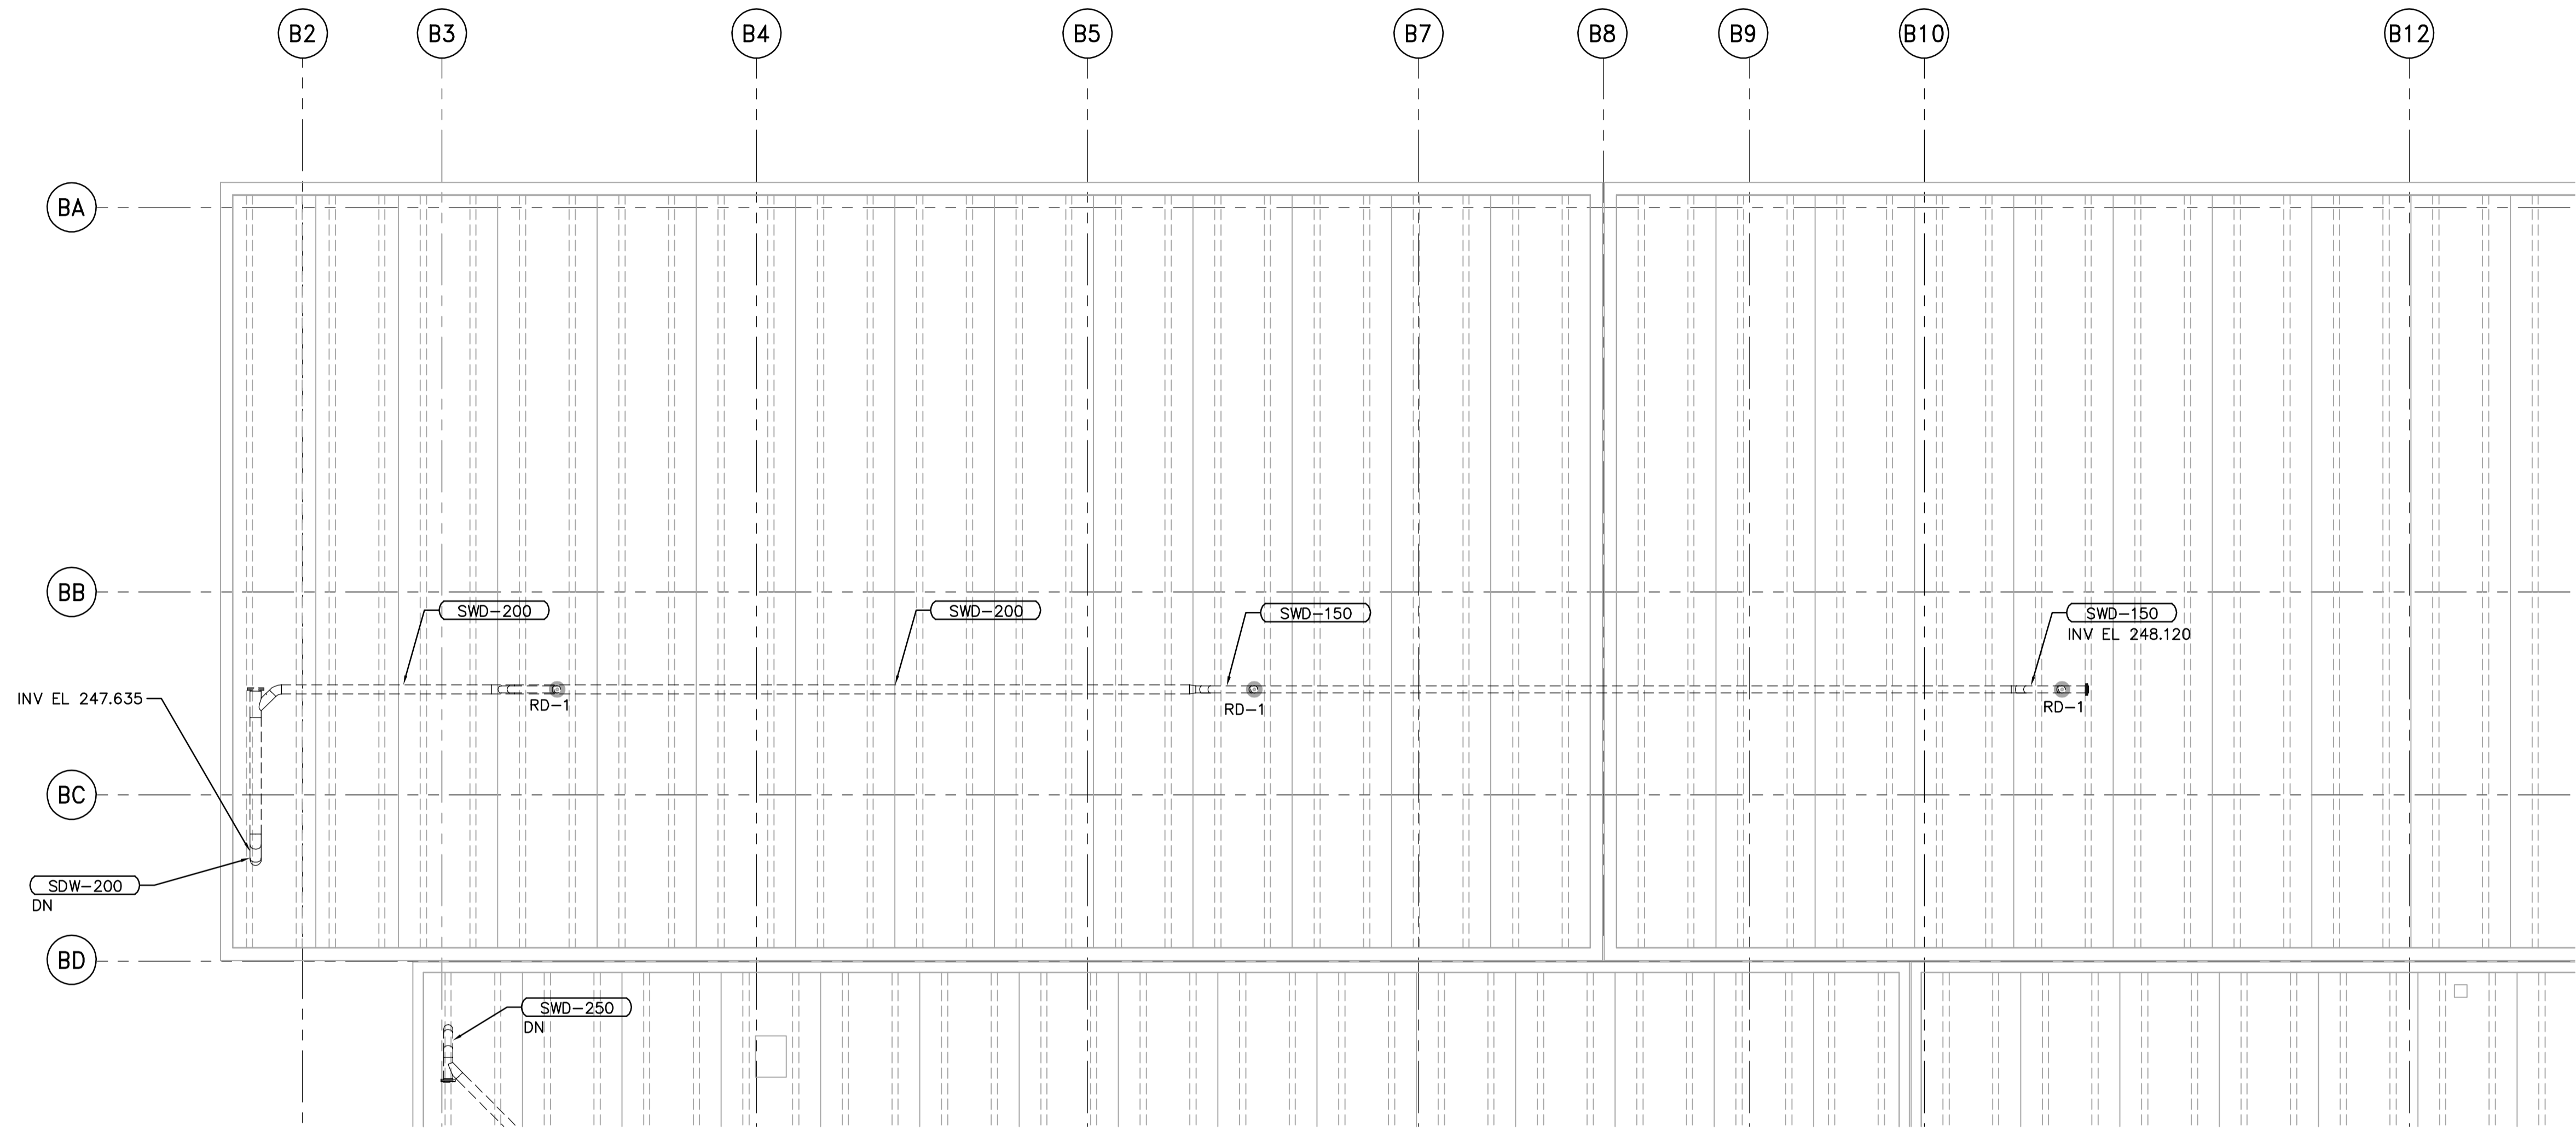 B2
B3
B4
B5
B7
B8
B9
B10
B12
BA
BB
SWD-200
SWD-200
SWD-150
SWD-150
INV EL 248.120
INV EL 247.635
RD-1
RD-1
RD-1
BC
SDW-200
DN
BD
SWD-250
DN